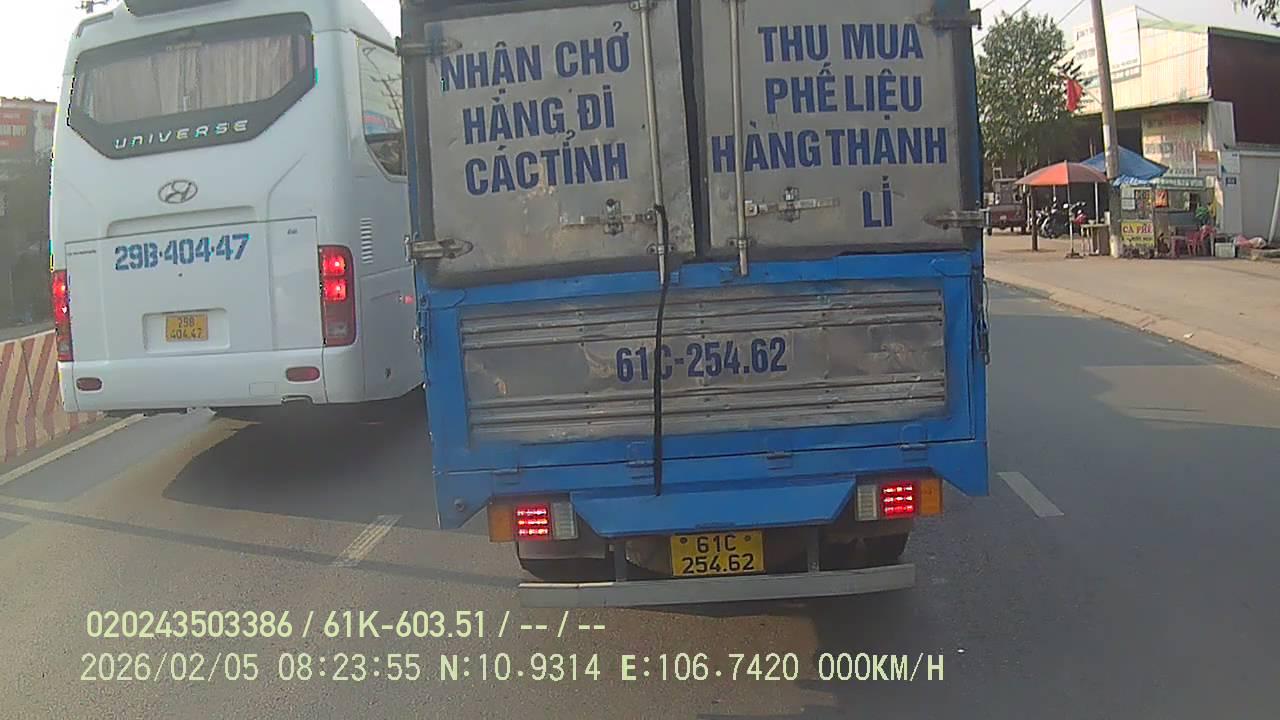 UNIVERSE
29B-404-47
29B
404.47
NHẬN CHỞ
HÀNG ĐI
CÁC TỈNH
THU MUA
PHẾ LIỆU
HÀNG THANH
LÍ
61C-254.62
61C
254.62
CÀ PHÊ
020243503386 / 61K-603.51 / -- / --
2026/02/05 08:23:55 N:10.9314 E:106.7420 000KM/H